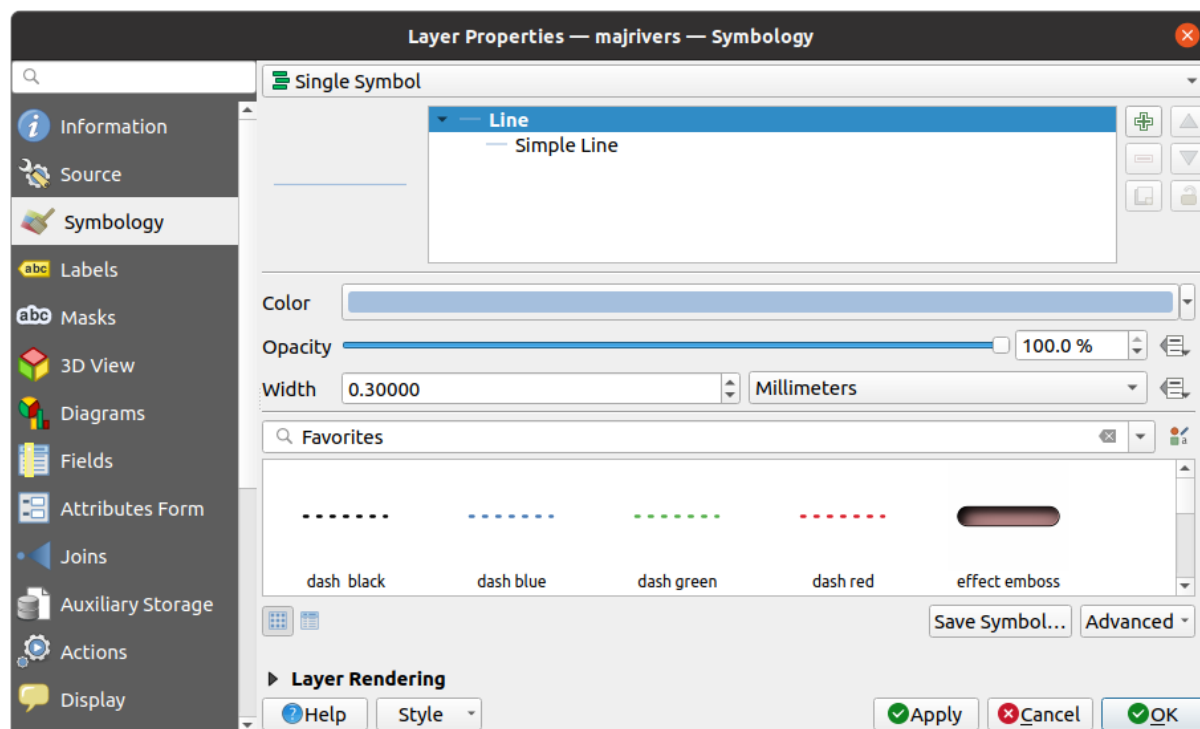 Layer Properties — majrivers — Symbology
Information
Source
Symbology
abc Labels
abc Masks
3D View
Diagrams
Fields
Attributes Form
Joins
Auxiliary Storage
Actions
Display
Single Symbol
Line
Simple Line
Color
Opacity 100.0 %
Width 0.30000 Millimeters
Favorites
dash black dash blue dash green dash red effect emboss
Save Symbol... Advanced
Layer Rendering
Help Style Apply Cancel OK